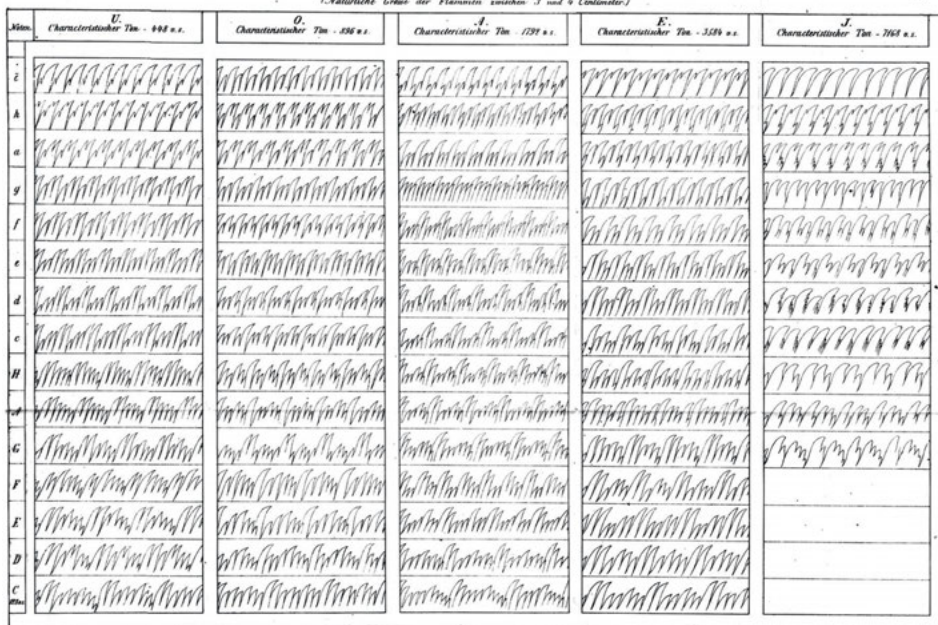 (Natürliche Grösse der Flammen zwischen 3 und 4 Centimeter.)
Noten.
U.
Characteristischer Ton - 448 v.s.
O.
Characteristischer Ton - 896 v.s.
A.
Characteristischer Ton - 1792 v.s.
E.
Characteristischer Ton - 3584 v.s.
J.
Characteristischer Ton - 7168 v.s.
c̄
h
a
g
f
e
d
c
H
A
G
F
E
D
C